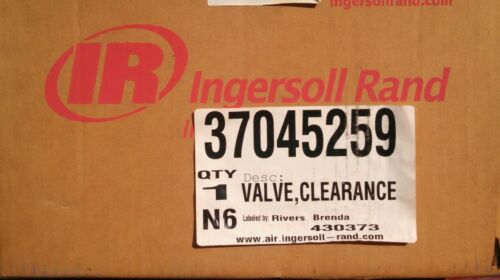 ingersollrand.com
IR Ingersoll Rand
37045259
QTY Desc:
1 VALVE,CLEARANCE
N6 Labeled by: Rivers Brenda
430373
www.air.ingersoll-rand.com